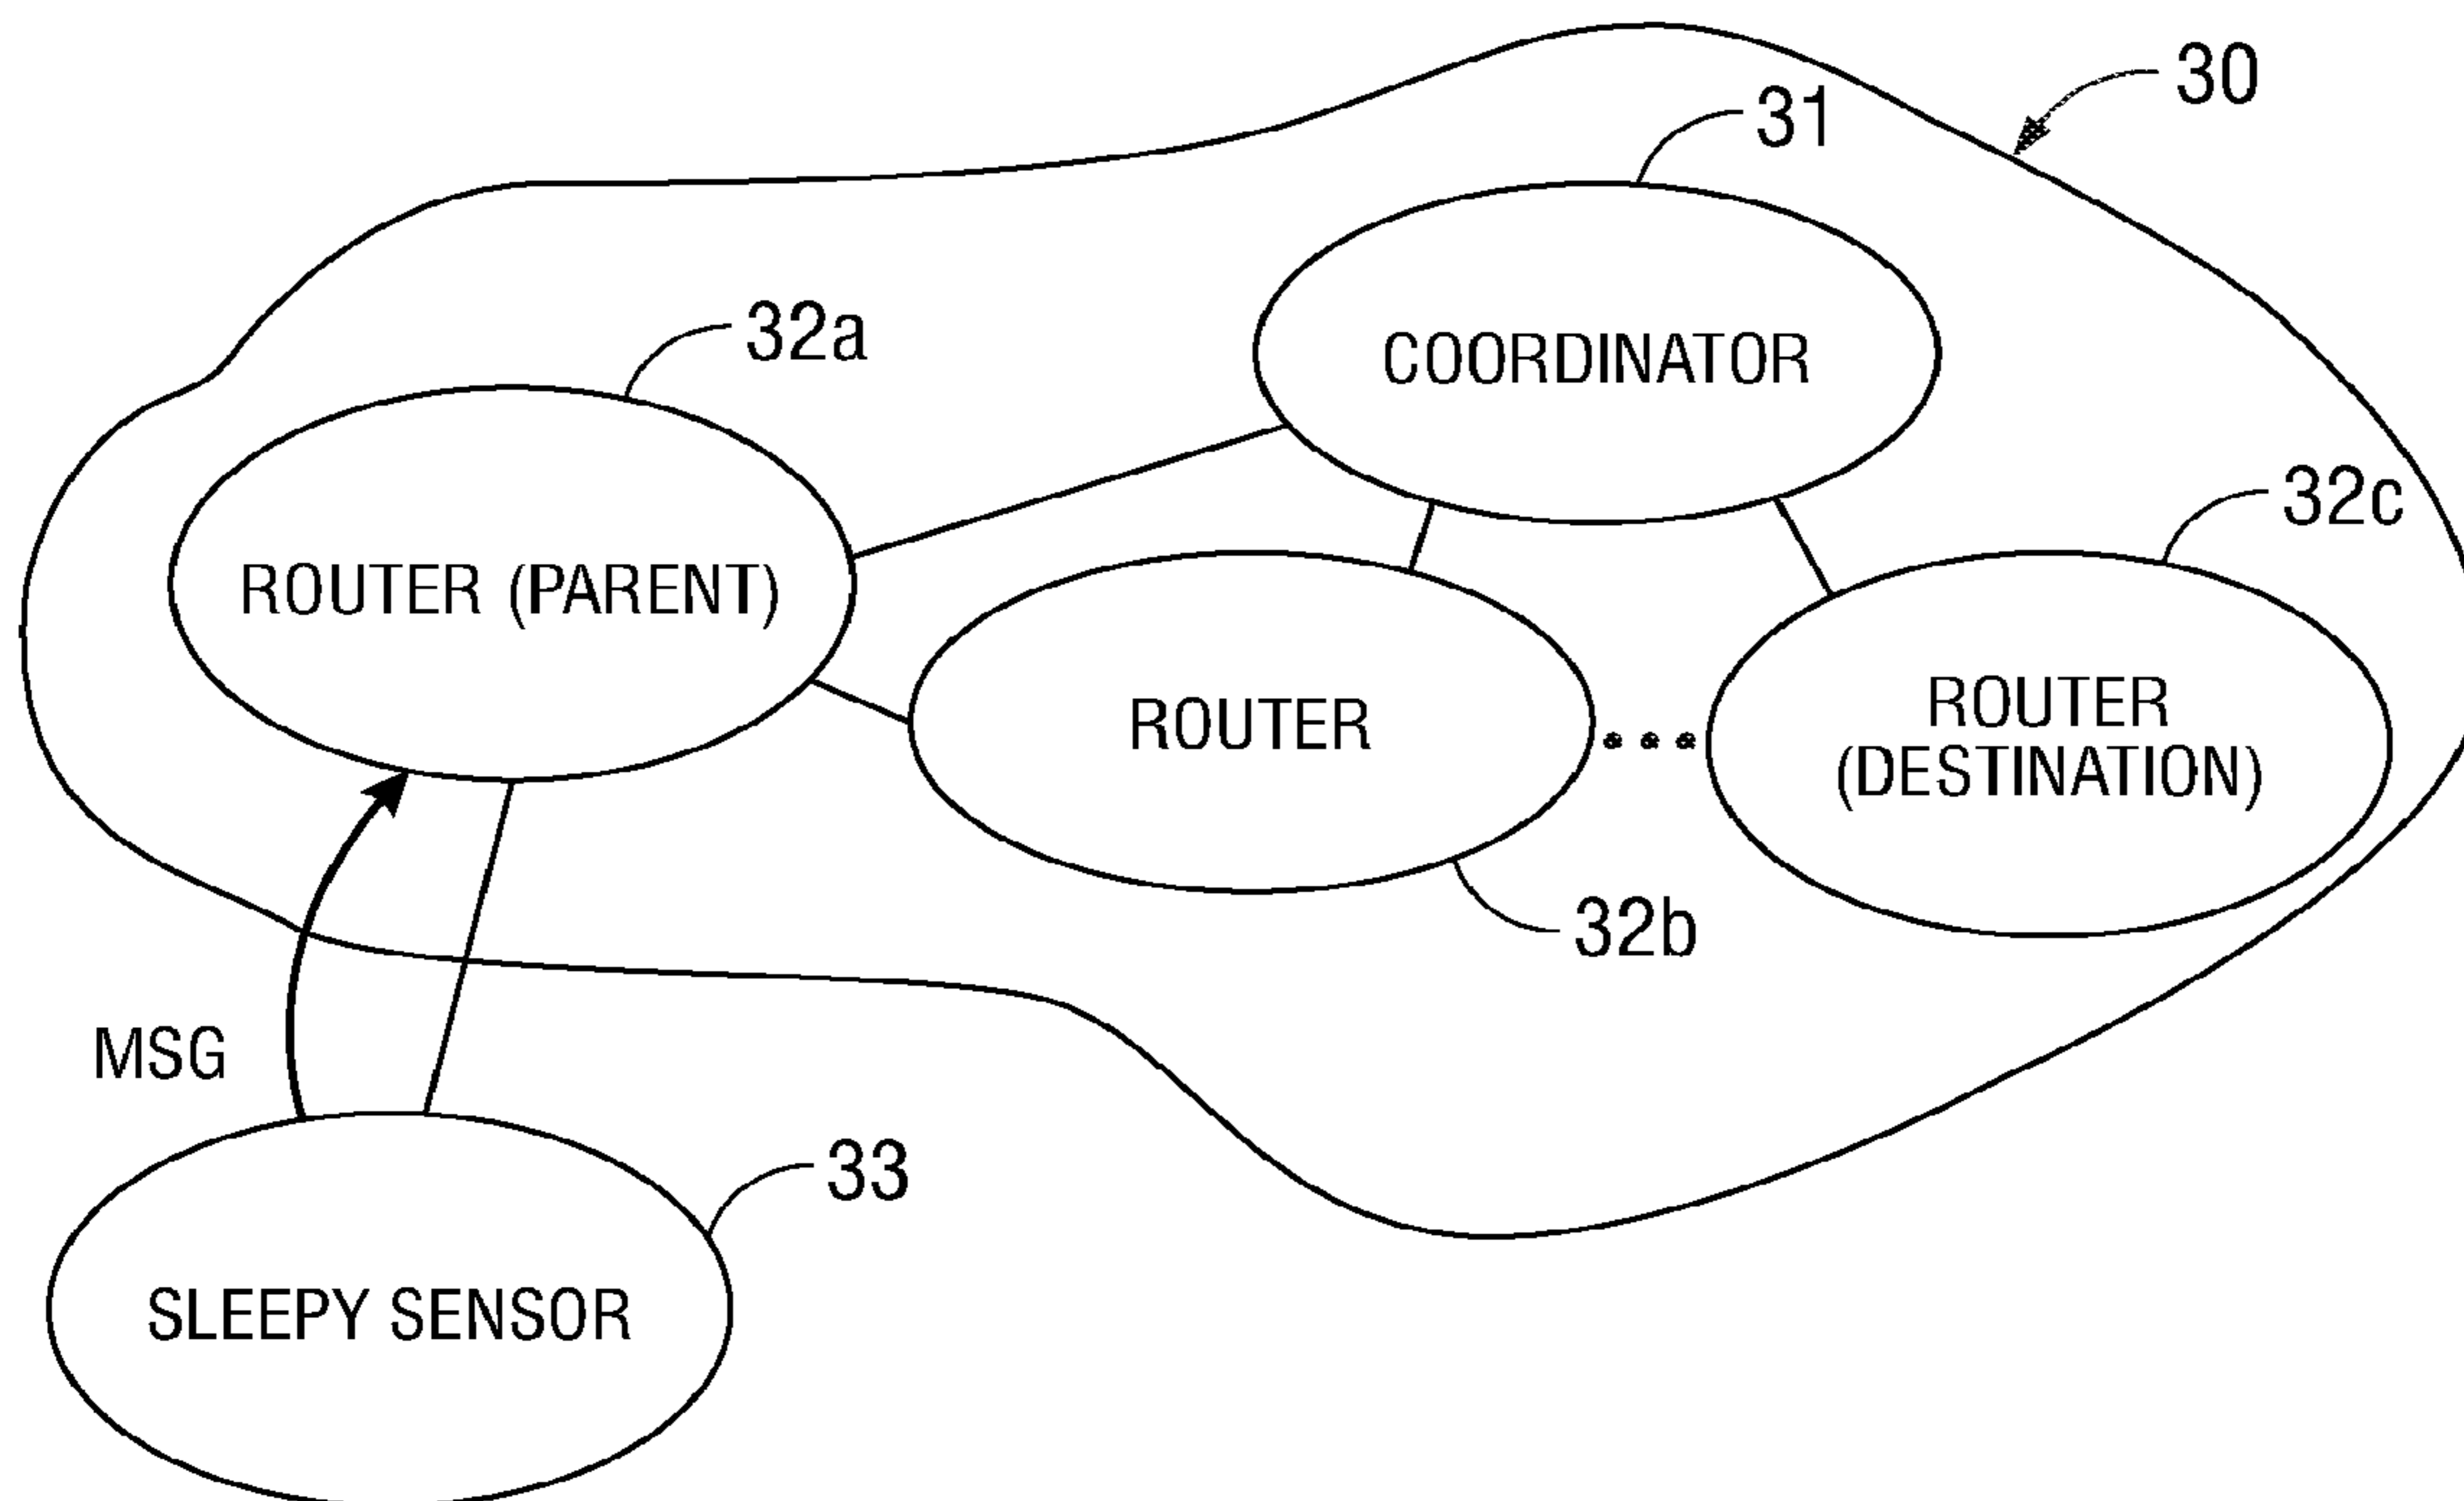 30
31
32a
COORDINATOR
32c
ROUTER (PARENT)
ROUTER
ROUTER
(DESTINATION)
32b
MSG
33
SLEEPY SENSOR